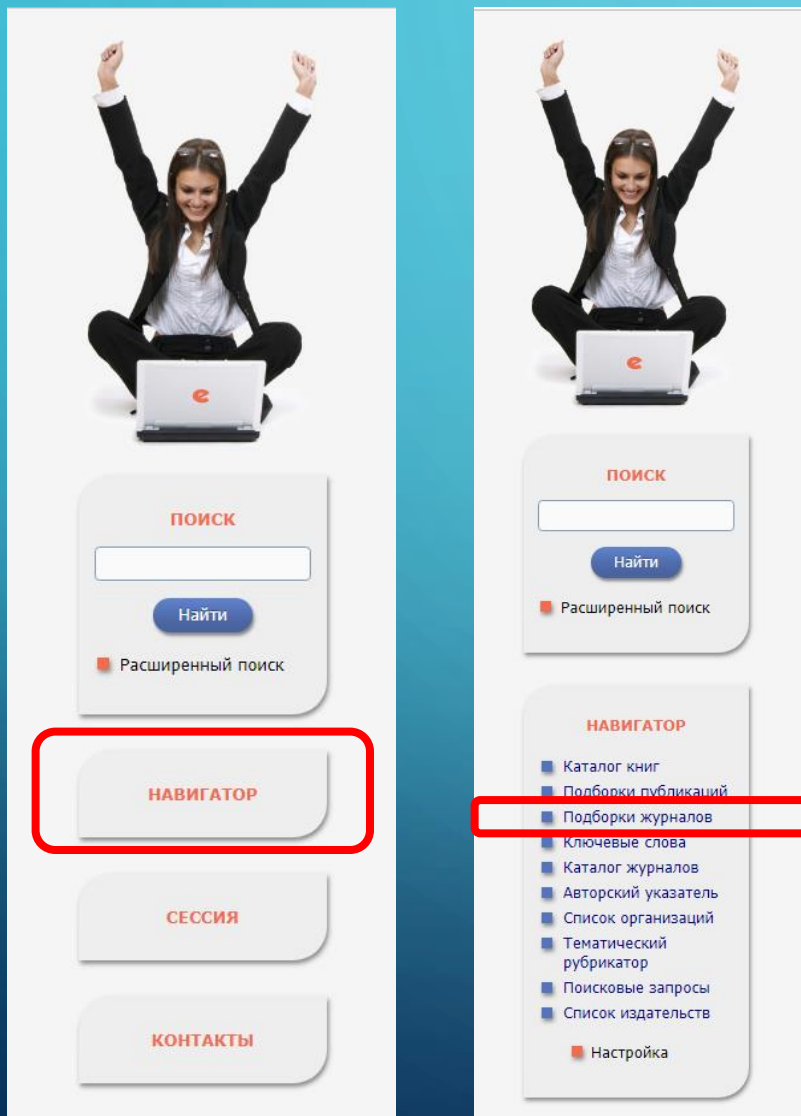 e
ПОИСК
Найти
Расширенный поиск
НАВИГАТОР
СЕССИЯ
КОНТАКТЫ
e
ПОИСК
Найти
Расширенный поиск
НАВИГАТОР
Каталог книг
Подборки публикаций
Подборки журналов
Ключевые слова
Каталог журналов
Авторский указатель
Список организаций
Тематический
рубрикатор
Поисковые запросы
Список издательств
Настройка